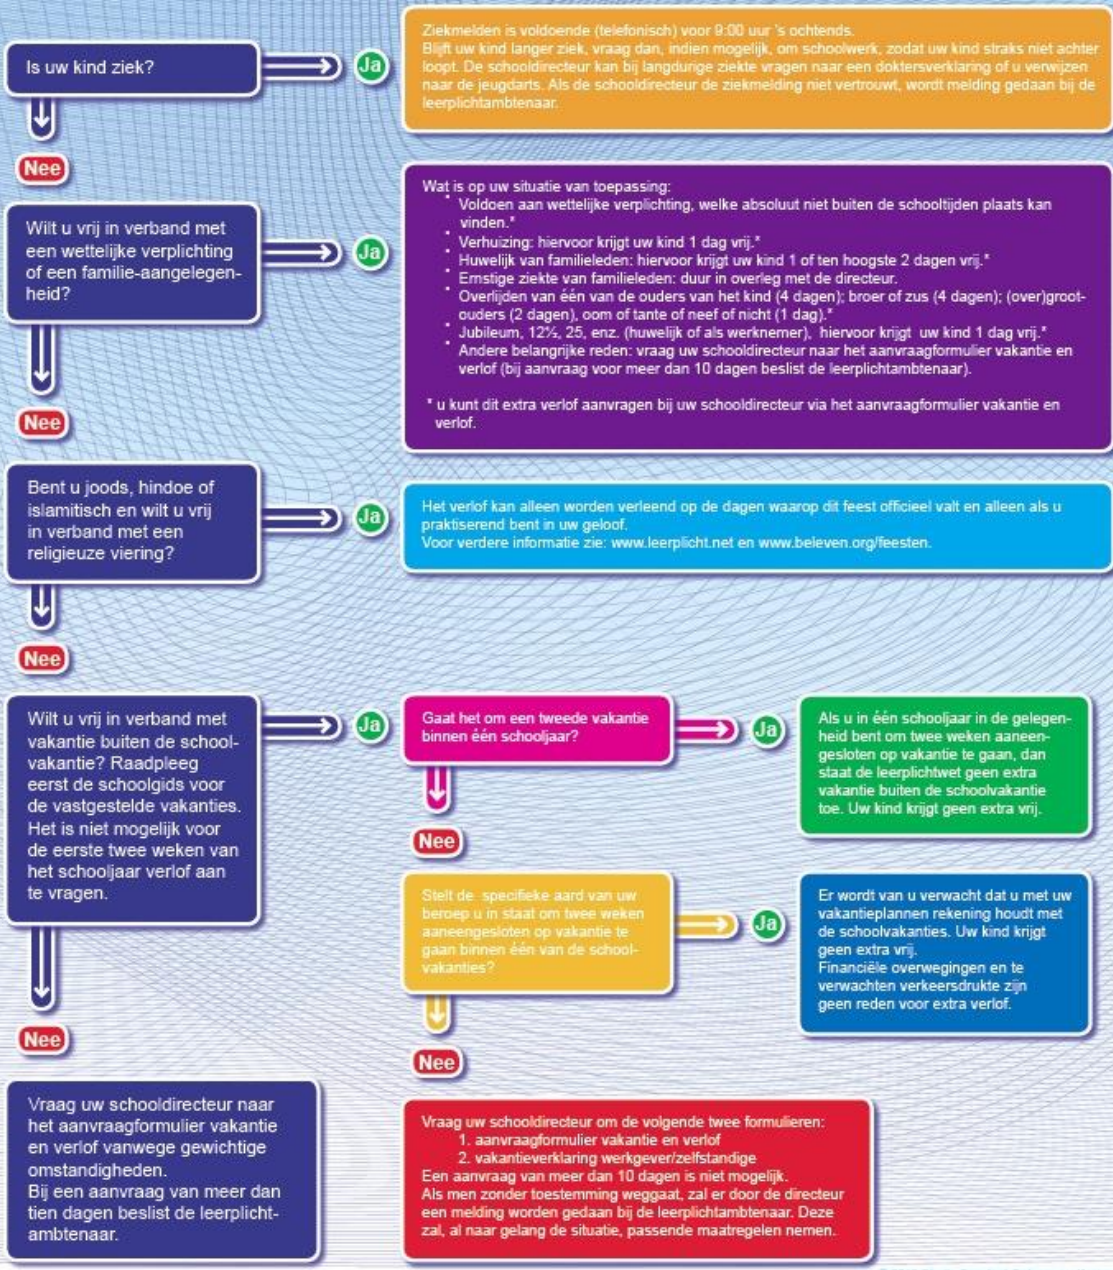 Is uw kind ziek?
Ja
Ziekmelden is voldoende (telefonisch) voor 9:00 uur 's ochtends.
Blijft uw kind langer ziek, vraag dan, indien mogelijk, om schoolwerk, zodat uw kind straks niet achter
loopt. De schooldirecteur kan bij langdurige ziekte vragen naar een doktersverklaring of u verwijzen
naar de jeugdarts. Als de schooldirecteur de ziekmelding niet vertrouwt, wordt melding gedaan bij de
leerplichtambtenaar.
Nee
Wilt u vrij in verband met
een wettelijke verplichting
of een familie-aangelegen-
heid?
Ja
Wat is op uw situatie van toepassing:
* Voldoen aan wettelijke verplichting, welke absoluut niet buiten de schooltijden plaats kan
vinden.*
* Verhuizing: hiervoor krijgt uw kind 1 dag vrij.*
* Huwelijk van familieleden: hiervoor krijgt uw kind 1 of ten hoogste 2 dagen vrij.*
* Ernstige ziekte van familieleden: duur in overleg met de directeur.
* Overlijden van één van de ouders van het kind (4 dagen); broer of zus (4 dagen); (over)groot-
ouders (2 dagen), oom of tante of neef of nicht (1 dag).*
* Jubileum, 12½, 25, enz. (huwelijk of als werknemer), hiervoor krijgt uw kind 1 dag vrij.*
* Andere belangrijke reden: vraag uw schooldirecteur naar het aanvraagformulier vakantie en
verlof (bij aanvraag voor meer dan 10 dagen beslist de leerplichtambtenaar).
* u kunt dit extra verlof aanvragen bij uw schooldirecteur via het aanvraagformulier vakantie en
verlof.
Nee
Bent u joods, hindoe of
islamitisch en wilt u vrij
in verband met een
religieuze viering?
Ja
Het verlof kan alleen worden verleend op de dagen waarop dit feest officieel valt en alleen als u
praktiserend bent in uw geloof.
Voor verdere informatie zie: www.leerplicht.net en www.beleven.org/feesten.
Nee
Wilt u vrij in verband met
vakantie buiten de school-
vakantie? Raadpleeg
eerst de schoolgids voor
de vastgestelde vakanties.
Het is niet mogelijk voor
de eerste twee weken van
het schooljaar verlof aan
te vragen.
Ja
Gaat het om een tweede vakantie
binnen één schooljaar?
Ja
Als u in één schooljaar in de gelegen-
heid bent om twee weken aaneen-
gesloten op vakantie te gaan, dan
staat de leerplichtwet geen extra
vakantie buiten de schoolvakantie
toe. Uw kind krijgt geen extra vrij.
Nee
Stelt de specifieke aard van uw
beroep u in staat om twee weken
aaneengesloten op vakantie te
gaan binnen één van de school-
vakanties?
Ja
Er wordt van u verwacht dat u met uw
vakantieplannen rekening houdt met
de schoolvakanties. Uw kind krijgt
geen extra vrij.
Financiële overwegingen en te
verwachten verkeersdrukte zijn
geen reden voor extra verlof.
Nee
Nee
Vraag uw schooldirecteur naar
het aanvraagformulier vakantie
en verlof vanwege gewichtige
omstandigheden.
Bij een aanvraag van meer dan
tien dagen beslist de leerplicht-
ambtenaar.
Vraag uw schooldirecteur om de volgende twee formulieren:
1. aanvraagformulier vakantie en verlof
2. vakantieverklaring werkgever/zelfstandige
Een aanvraag van meer dan 10 dagen is niet mogelijk.
Als men zonder toestemming weggaat, zal er door de directeur
een melding worden gedaan bij de leerplichtambtenaar. Deze
zal, al naar gelang de situatie, passende maatregelen nemen.